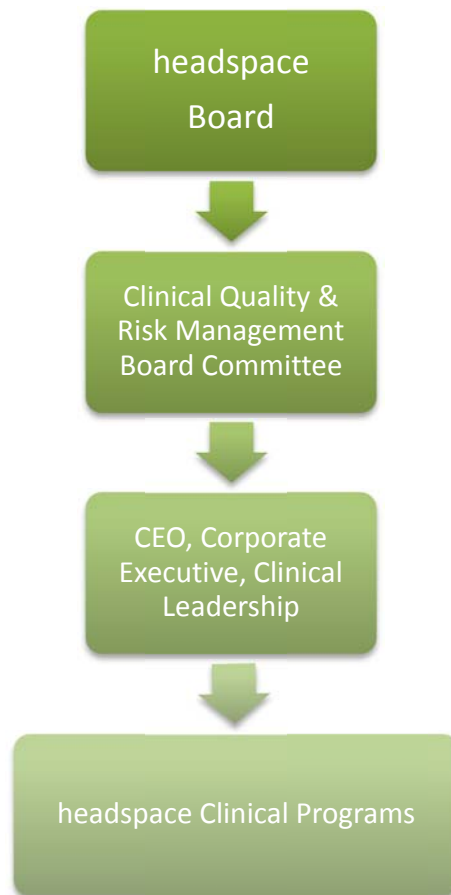 headspace
Board
Clinical Quality &
Risk Management
Board Committee
CEO, Corporate
Executive, Clinical
Leadership
headspace Clinical Programs